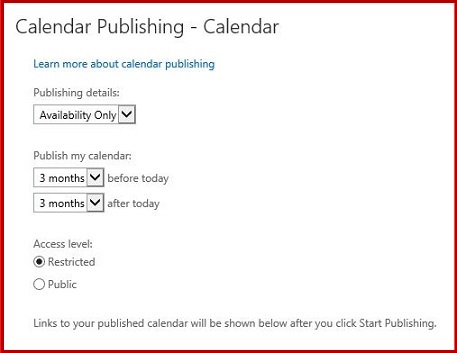 Calendar Publishing - Calendar
Learn more about calendar publishing
Publishing details:
Availability Only
Publish my calendar:
3 months before today
3 months after today
Access level:
Restricted
Public
Links to your published calendar will be shown below after you click Start Publishing.